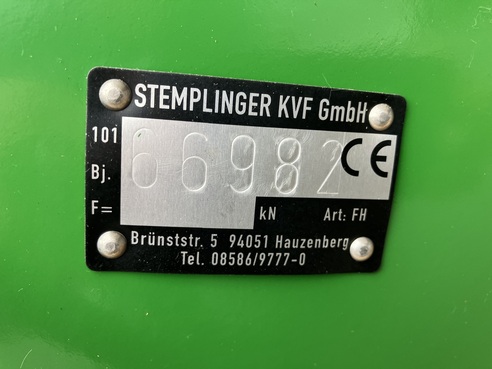 STEMPLINGER KVF GmbH
101 66982 CE
Bj.
F= kN Art: FH
Brünststr. 5 94051 Hauzenberg
Tel. 08586/9777-0